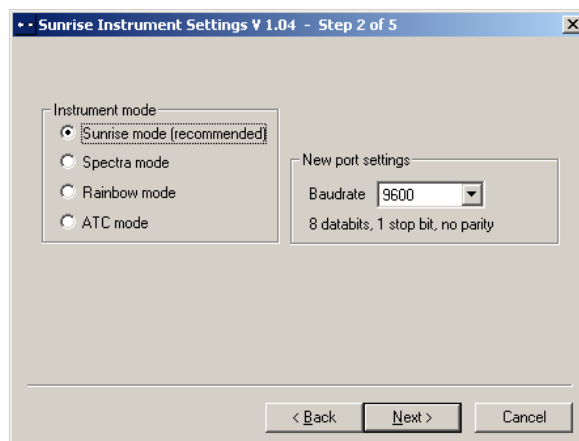 Sunrise Instrument Settings V 1.04 - Step 2 of 5
Instrument mode
Sunrise mode (recommended)
Spectra mode
Rainbow mode
ATC mode
New port settings
Baudrate 9600
8 databits, 1 stop bit, no parity
< Back Next > Cancel